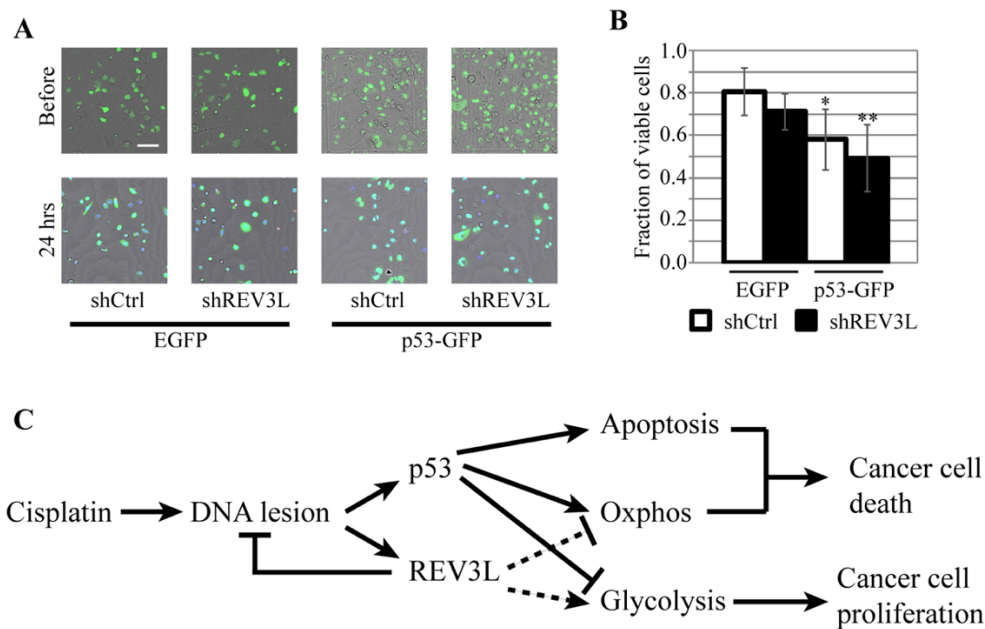 A
Before
24 hrs
shCtrl
shREV3L
shCtrl
shREV3L
EGFP
p53-GFP
B
Fraction of viable cells
1.0
0.8
0.6
0.4
0.2
0.0
*
**
EGFP
p53-GFP
shCtrl
shREV3L
C
Cisplatin
DNA lesion
p53
REV3L
Apoptosis
Oxphos
Glycolysis
Cancer cell
death
Cancer cell
proliferation